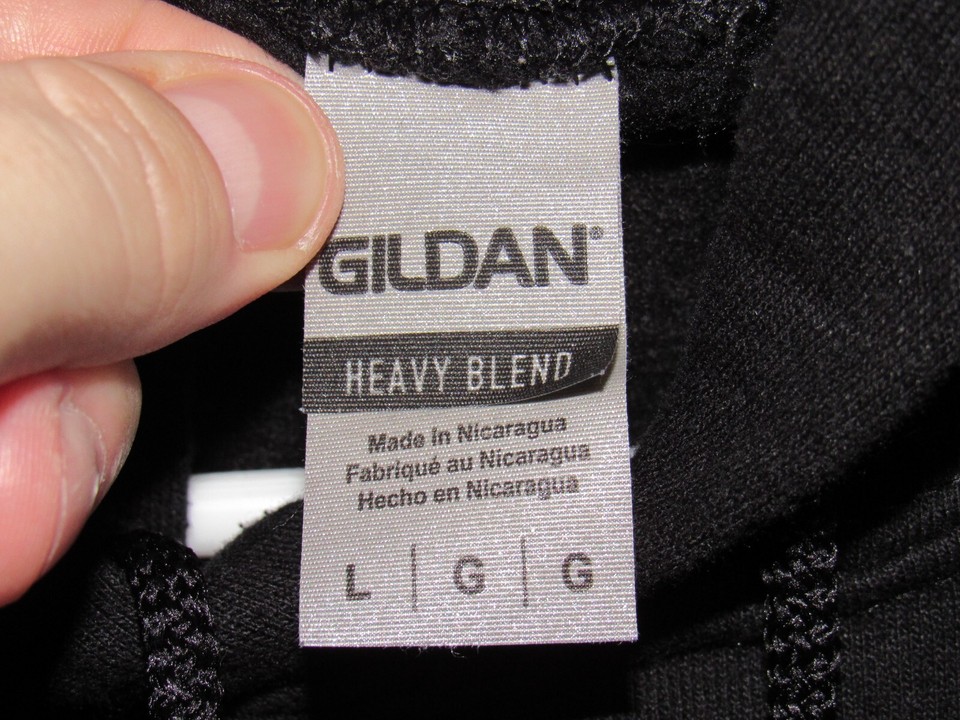 GILDAN®
HEAVY BLEND
Made in Nicaragua
Fabriqué au Nicaragua
Hecho en Nicaragua
L | G | G